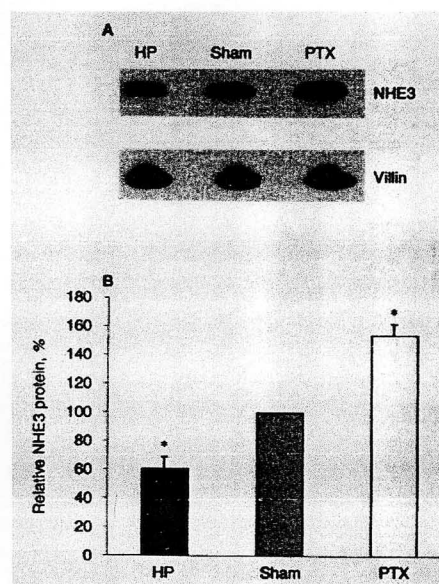 A
HP Sham PTX
NHE3
Villin
B
Relative NHE3 protein, %
180
160
140
120
100
80
60
40
20
0
*
*
HP Sham PTX